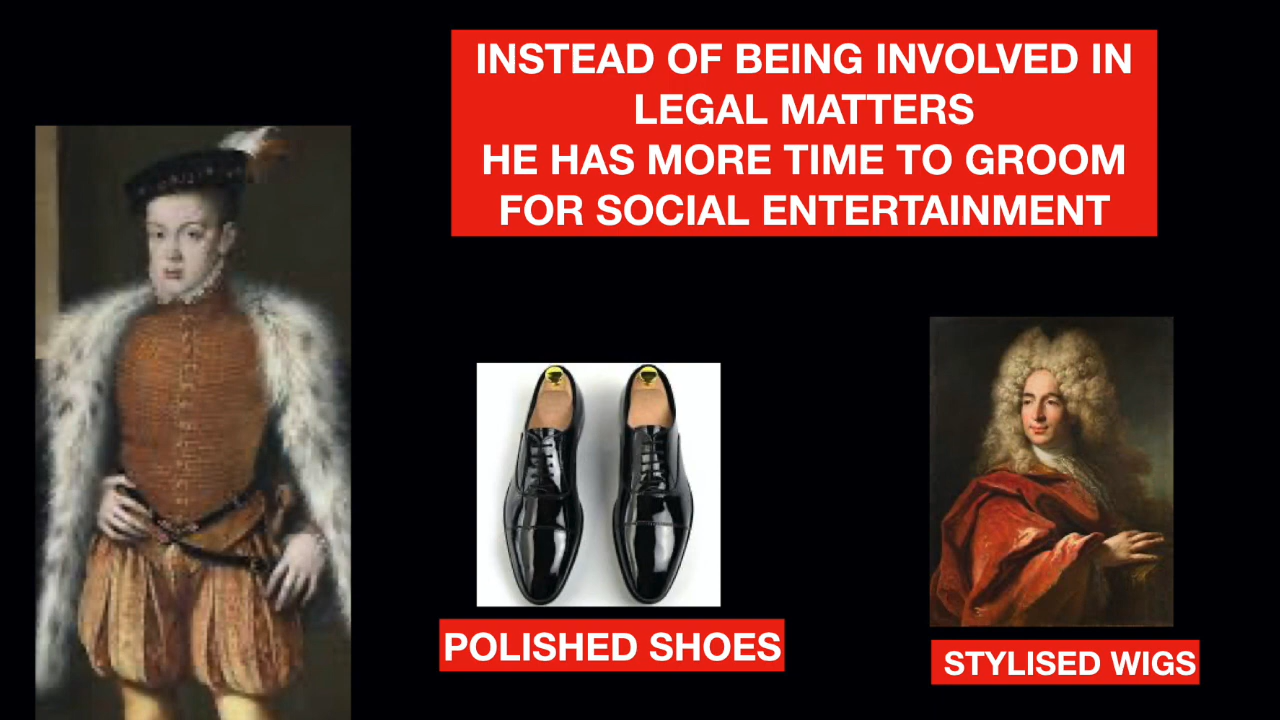 INSTEAD OF BEING INVOLVED IN
LEGAL MATTERS
HE HAS MORE TIME TO GROOM
FOR SOCIAL ENTERTAINMENT
POLISHED SHOES
STYLISED WIGS